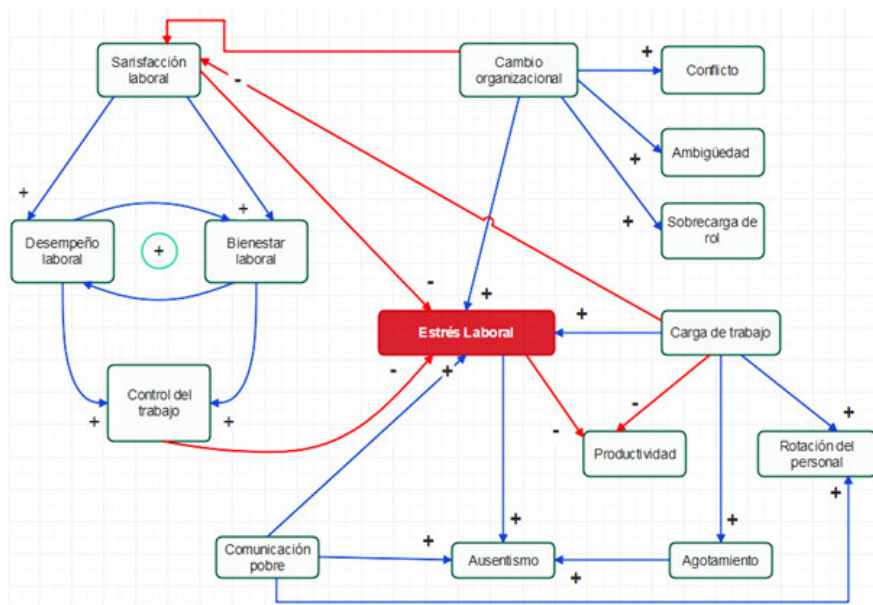 Sarisfacción
laboral
Cambio
organizacional
+
Conflicto
-
Ambigüedad
+
+
+
Sobrecarga de
rol
+
Desempeño
laboral
+
Bienestar
laboral
-
+
Estrés Laboral
+
Carga de trabajo
-
+
Control del
trabajo
+
+
-
-
+
Productividad
Rotación del
personal
+
+
+
+
Comunicación
pobre
Ausentismo
+
Agotamiento